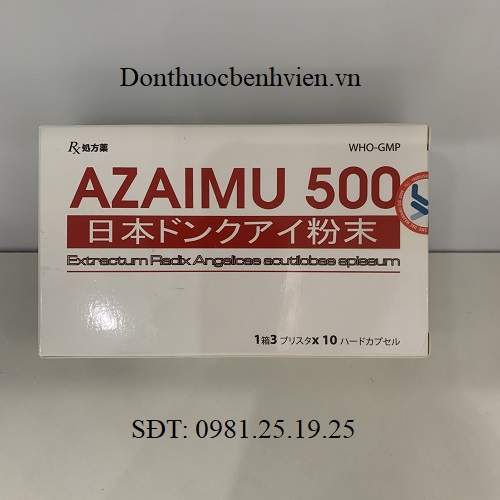 Donthuocbenhvien.vn
Rx 処方薬
WHO-GMP
AZAIMU 500
日本ドンクアイ粉末
Extractum Radix Angelicae acutilobae spissum
1箱3 ブリスタx 10 ハードカプセル
SĐT: 0981.25.19.25